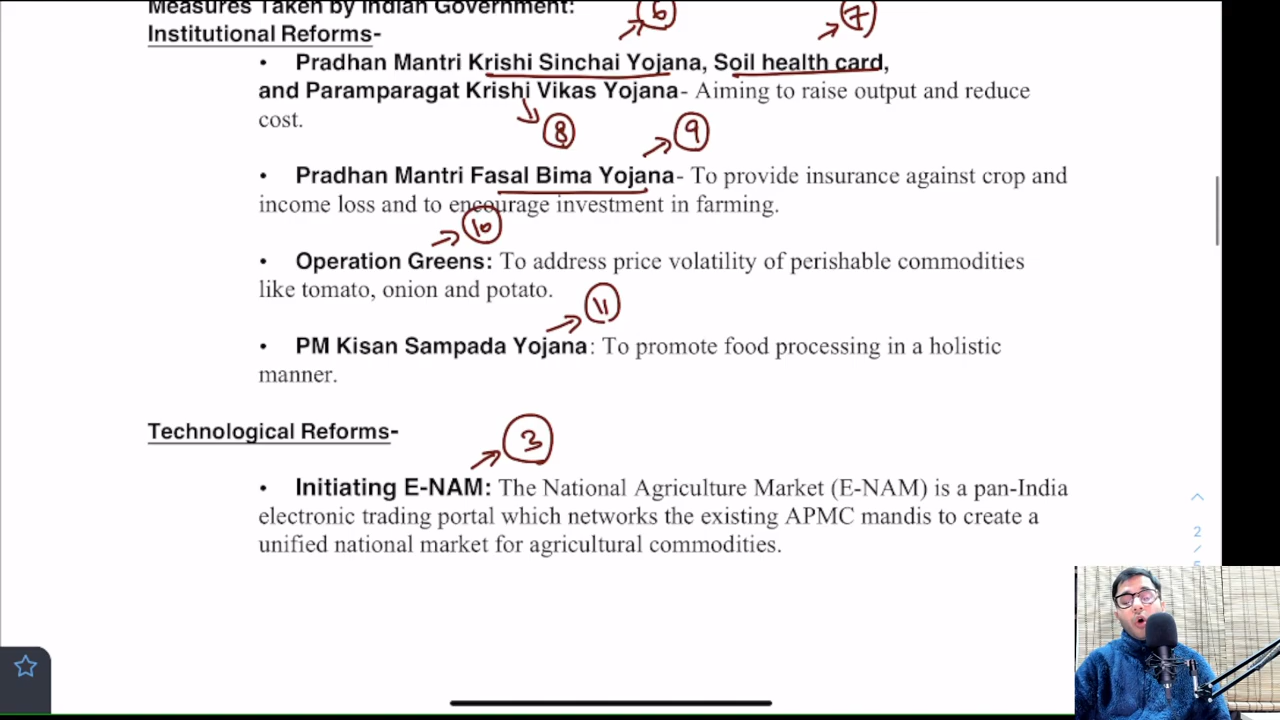 Measures Taken by Indian Government:
6
7
Institutional Reforms-
• Pradhan Mantri Krishi Sinchai Yojana, Soil health card,
and Paramparagat Krishi Vikas Yojana- Aiming to raise output and reduce
cost.
8
9
• Pradhan Mantri Fasal Bima Yojana- To provide insurance against crop and
income loss and to encourage investment in farming.
10
• Operation Greens: To address price volatility of perishable commodities
like tomato, onion and potato.
11
• PM Kisan Sampada Yojana: To promote food processing in a holistic
manner.
Technological Reforms-
3
• Initiating E-NAM: The National Agriculture Market (E-NAM) is a pan-India
electronic trading portal which networks the existing APMC mandis to create a
unified national market for agricultural commodities.
2
/